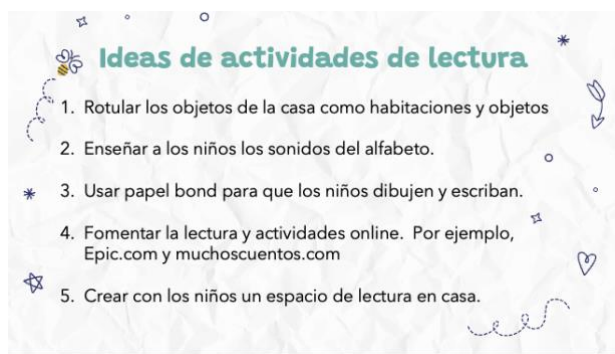 Ideas de actividades de lectura
1. Rotular los objetos de la casa como habitaciones y objetos
2. Enseñar a los niños los sonidos del alfabeto.
3. Usar papel bond para que los niños dibujen y escriban.
4. Fomentar la lectura y actividades online. Por ejemplo,
Epic.com y muchoscuentos.com
5. Crear con los niños un espacio de lectura en casa.